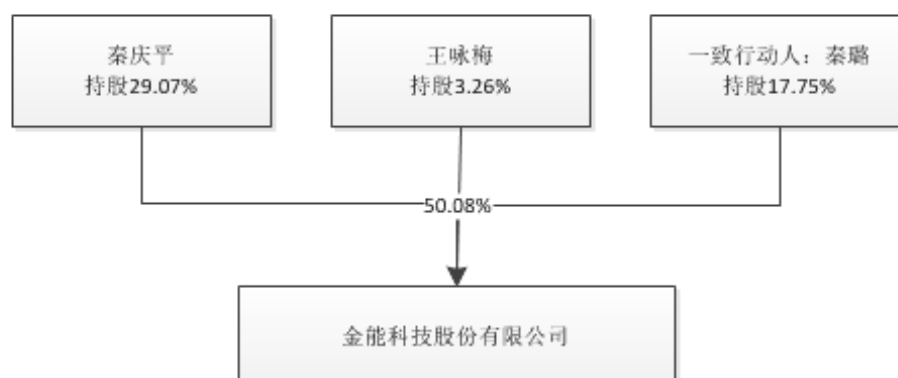 秦庆平
持股29.07%
王咏梅
持股3.26%
一致行动人：秦璐
持股17.75%
50.08%
金能科技股份有限公司